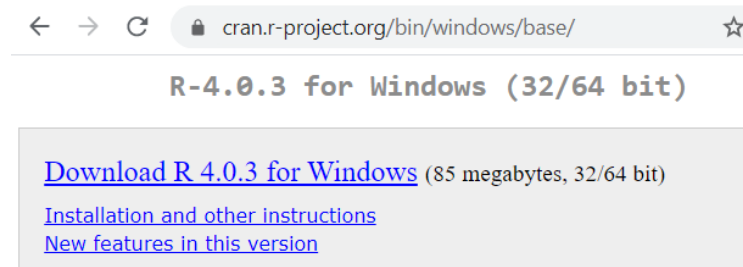 cran.r-project.org/bin/windows/base/
R-4.0.3 for Windows (32/64 bit)
Download R 4.0.3 for Windows (85 megabytes, 32/64 bit)
Installation and other instructions
New features in this version